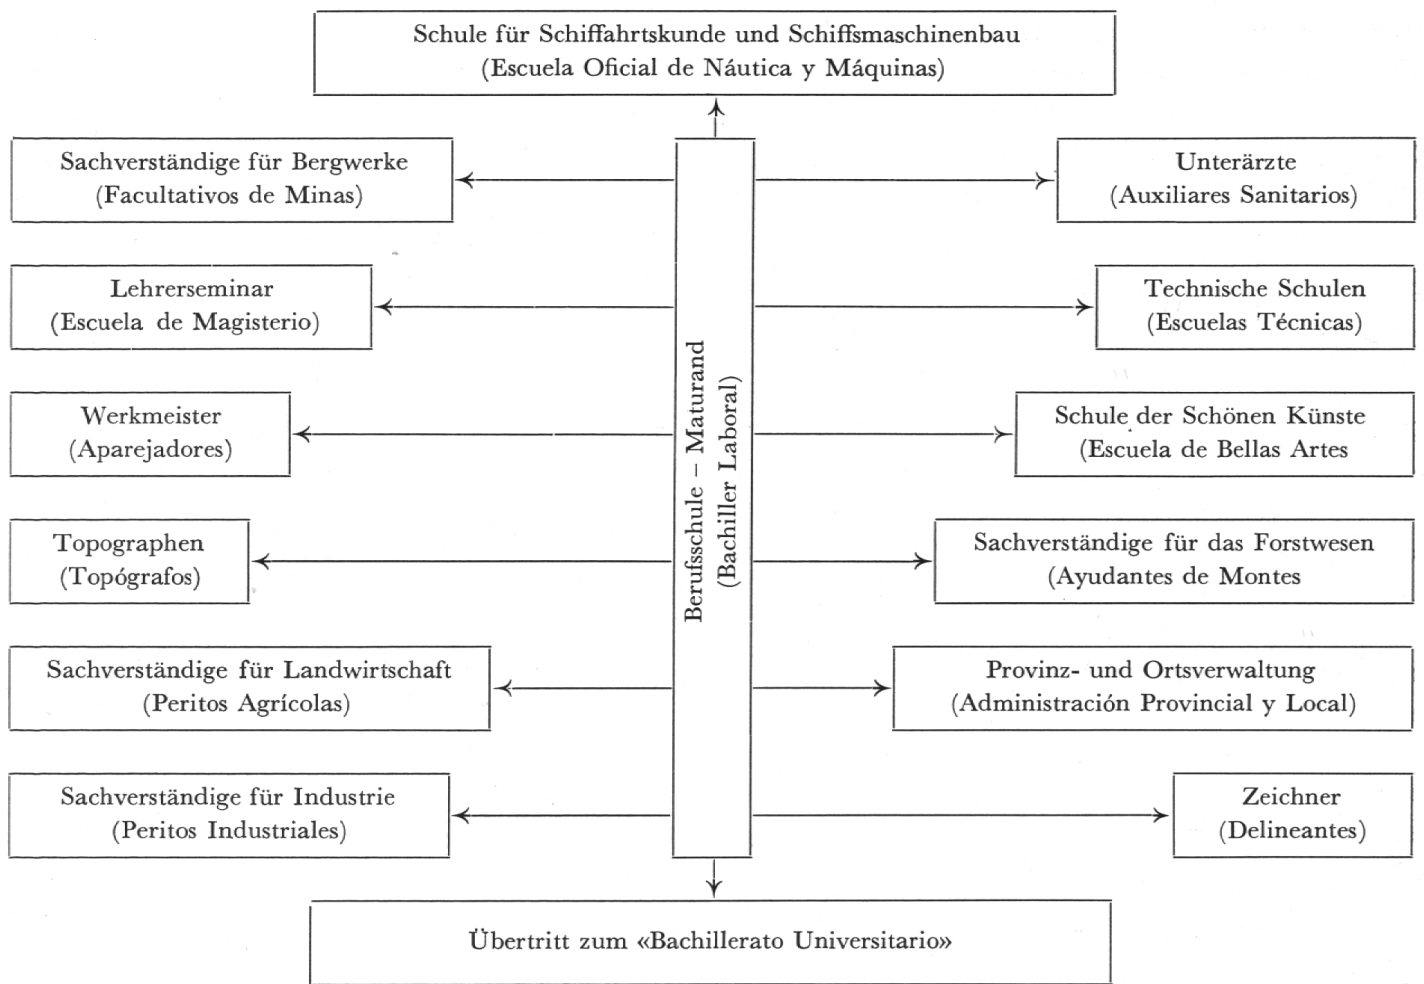 Schule für Schiffahrtskunde und Schiffsmaschinenbau
(Escuela Oficial de Náutica y Máquinas)
Sachverständige für Bergwerke
(Facultativos de Minas)
Unterärzte
(Auxiliares Sanitarios)
Lehrerseminar
(Escuela de Magisterio)
Technische Schulen
(Escuelas Técnicas)
Berufsschule – Maturand
(Bachiller Laboral)
Werkmeister
(Aparejadores)
Schule der Schönen Künste
(Escuela de Bellas Artes
Topographen
(Topógrafos)
Sachverständige für das Forstwesen
(Ayudantes de Montes
Sachverständige für Landwirtschaft
(Peritos Agrícolas)
Provinz- und Ortsverwaltung
(Administración Provincial y Local)
Sachverständige für Industrie
(Peritos Industriales)
Zeichner
(Delineantes)
Übertritt zum «Bachillerato Universitario»